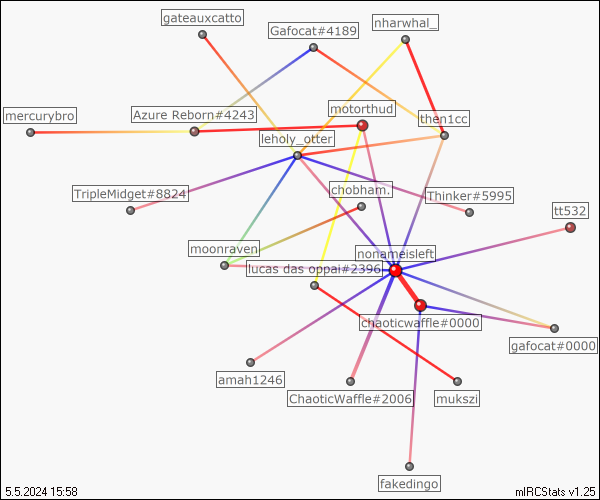 gateauxcatto
nharwhal_
Gafocat#4189
motorthud
mercurybro
Azure Reborn#4243
then1cc
leholy_otter
chobham.
TripleMidget#8824
Thinker#5995
tt532
moonraven
nonameisleft
lucas das oppai#2396
chaoticwaffle#0000
gafocat#0000
amah1246
ChaoticWaffle#2006
mukszi
fakedingo
5.5.2024 15:58
mIRCStats v1.25